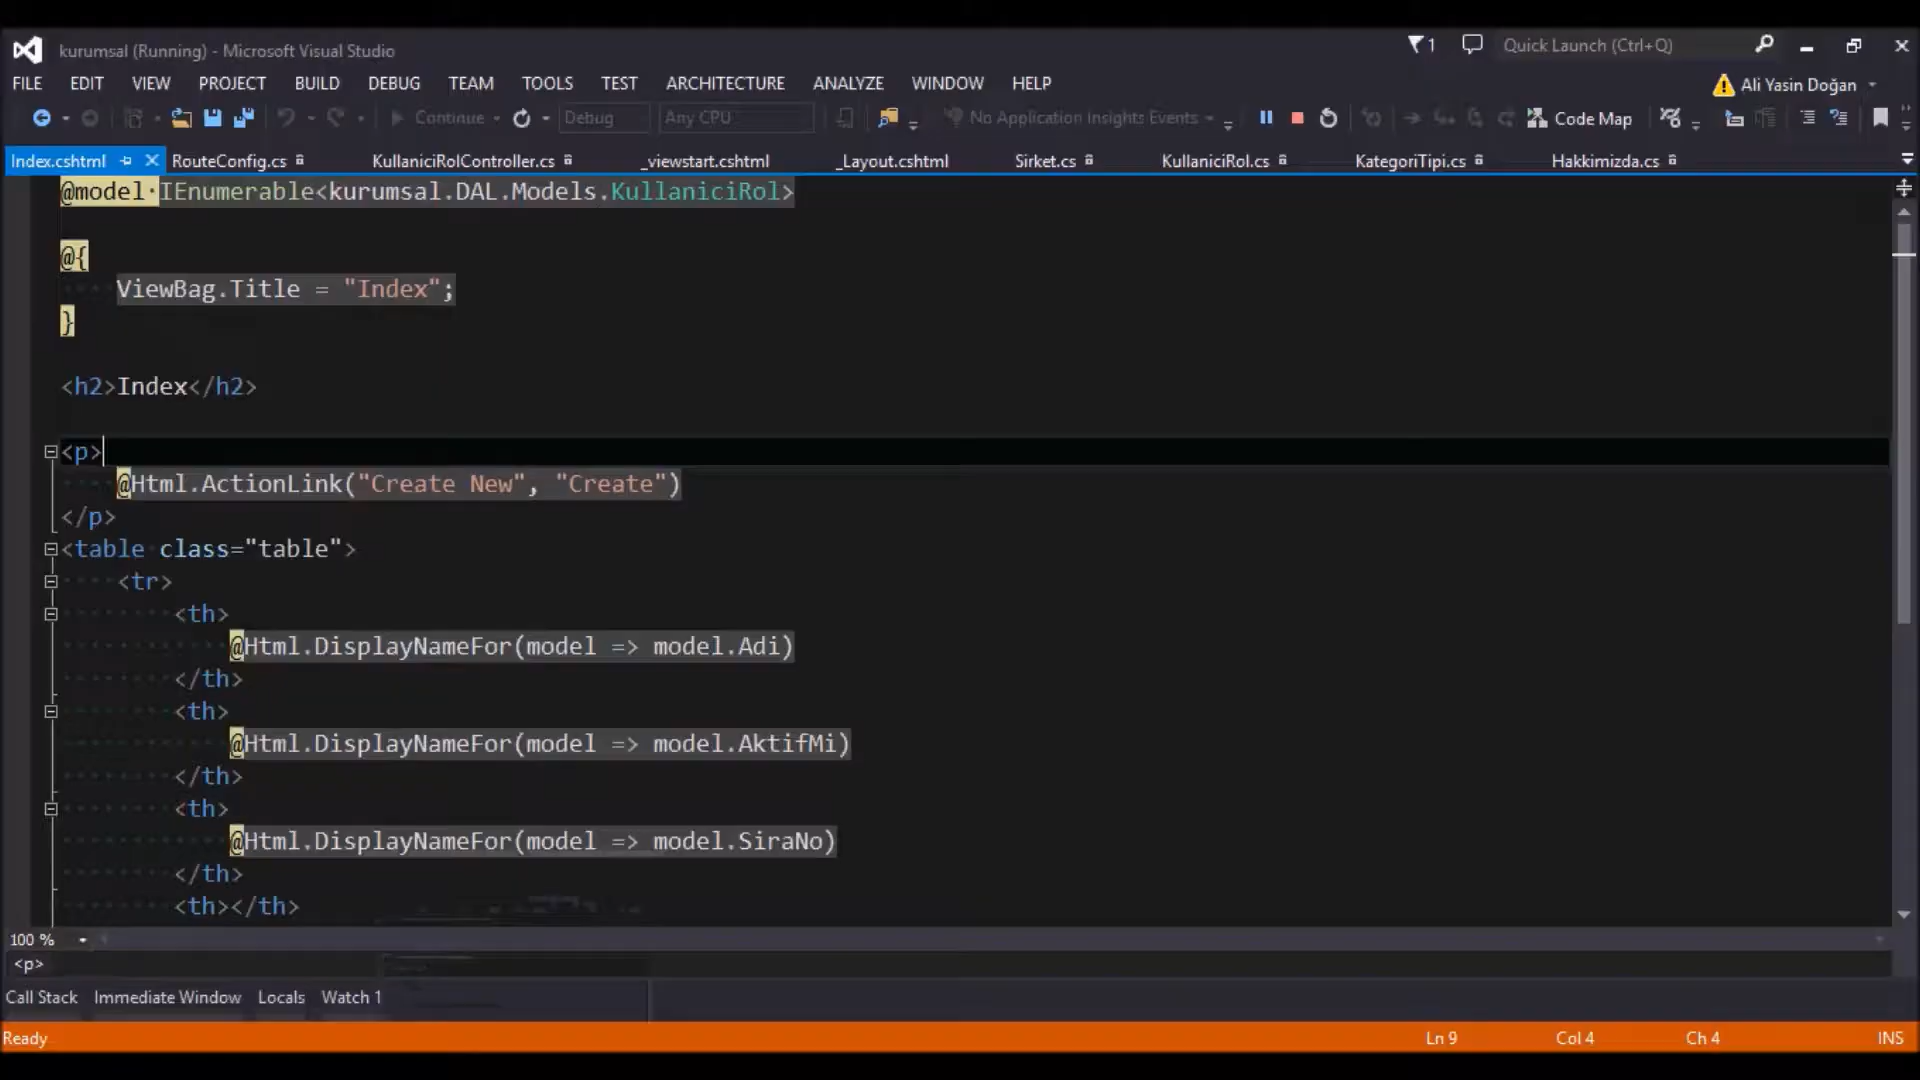 kurumsal (Running) - Microsoft Visual Studio
1
Quick Launch (Ctrl+Q)
FILE EDIT VIEW PROJECT BUILD DEBUG TEAM TOOLS TEST ARCHITECTURE ANALYZE WINDOW HELP
Ali Yasin Doğan
Continue Debug Any CPU No Application Insights Events Code Map
Index.cshtml RouteConfig.cs KullaniciRolController.cs _viewstart.cshtml _Layout.cshtml Sirket.cs KullaniciRol.cs KategoriTipi.cs Hakkimizda.cs
@model IEnumerable<kurumsal.DAL.Models.KullaniciRol>
@{
ViewBag.Title = "Index";
}
<h2>Index</h2>
<p>
@Html.ActionLink("Create New", "Create")
</p>
<table class="table">
<tr>
<th>
@Html.DisplayNameFor(model => model.Adi)
</th>
<th>
@Html.DisplayNameFor(model => model.AktifMi)
</th>
<th>
@Html.DisplayNameFor(model => model.SiraNo)
</th>
<th></th>
100 %
<p>
Call Stack Immediate Window Locals Watch 1
Ready Ln 9 Col 4 Ch 4 INS